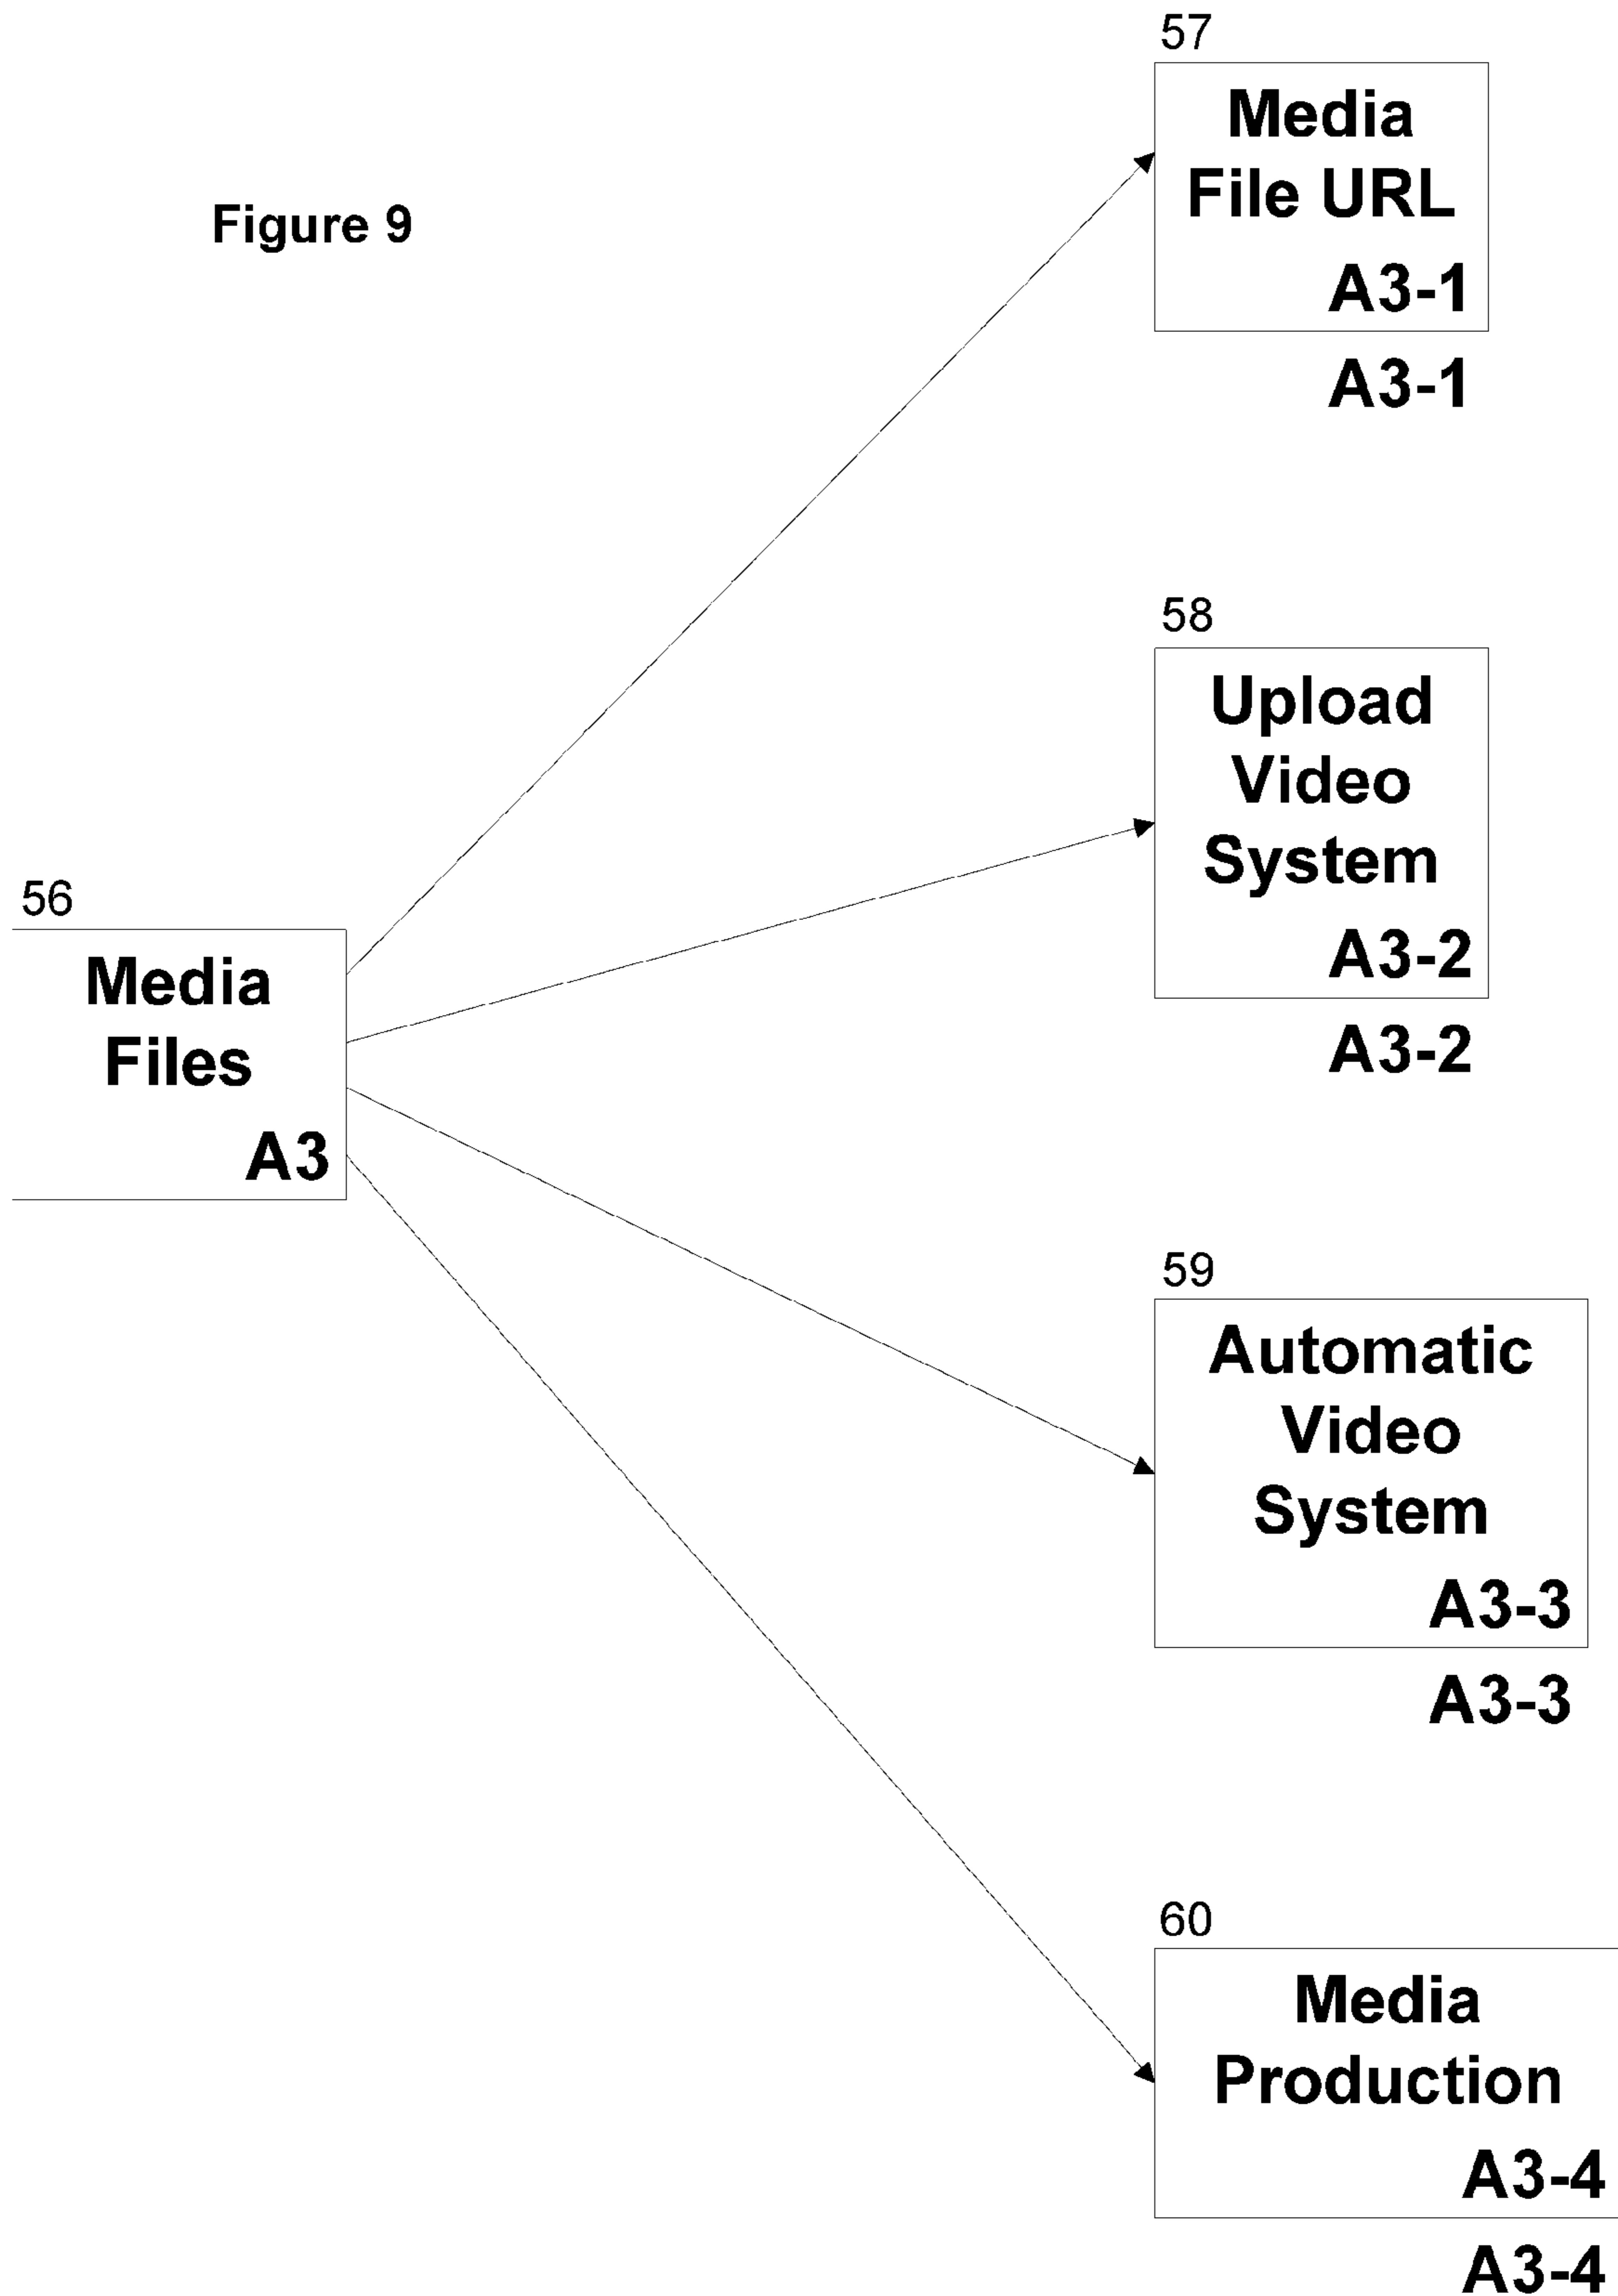 Figure 9
56
Media
Files
A3
57
Media
File URL
A3-1
A3-1
58
Upload
Video
System
A3-2
A3-2
59
Automatic
Video
System
A3-3
A3-3
60
Media
Production
A3-4
A3-4